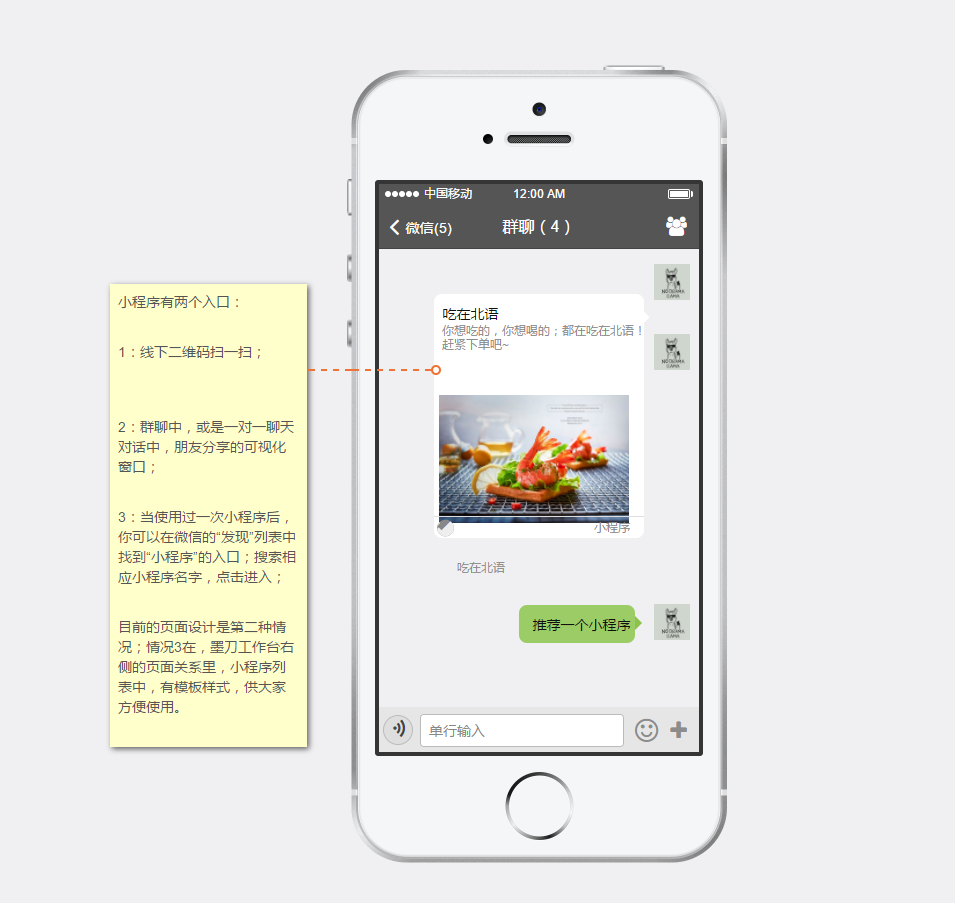 中国移动 12:00 AM
微信(5) 群聊（4）
小程序有两个入口：
1：线下二维码扫一扫；
2：群聊中，或是一对一聊天
对话中，朋友分享的可视化
窗口；
3：当使用过一次小程序后，
你可以在微信的“发现”列表中
找到“小程序”的入口；搜索相
应小程序名字，点击进入；
目前的页面设计是第二种情
况；情况3在，墨刀工作台右
侧的页面关系里，小程序列
表中，有模板样式，供大家
方便使用。
吃在北语
你想吃的，你想喝的；都在吃在北语！
赶紧下单吧~
小程序
吃在北语
推荐一个小程序
单行输入